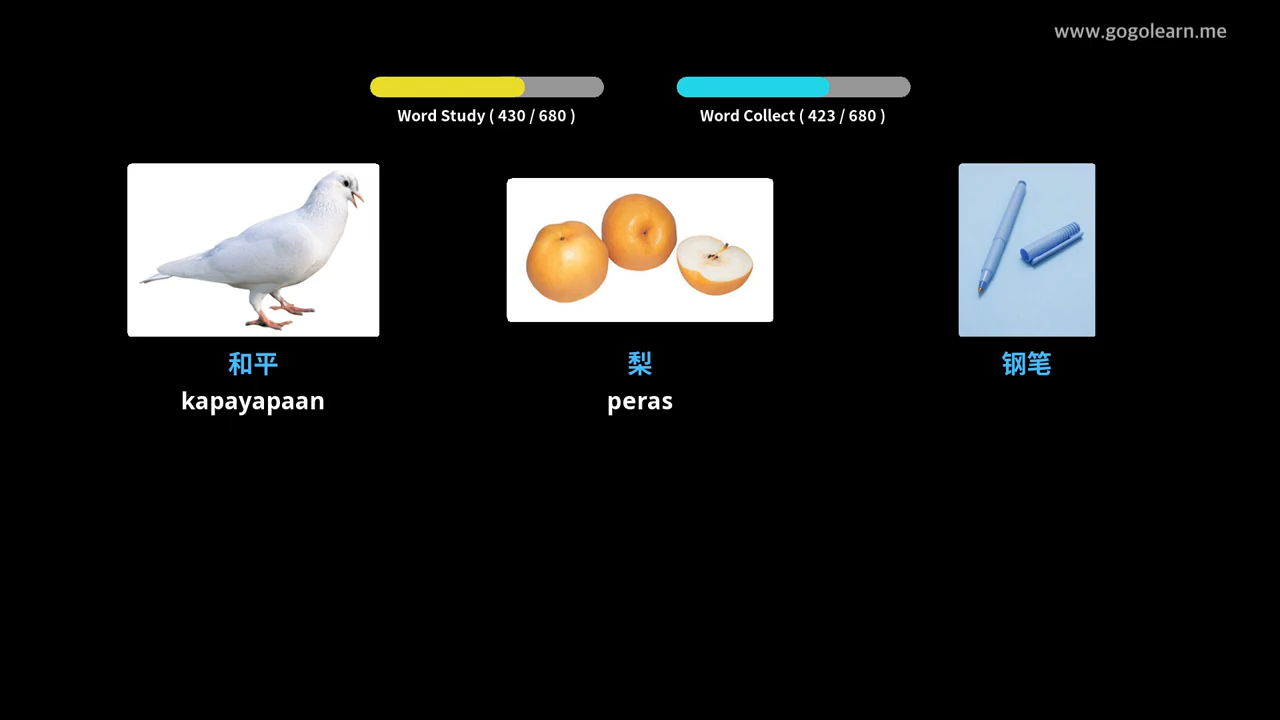 www.gogolearn.me
Word Study ( 430 / 680 )
Word Collect ( 423 / 680 )
和平
梨
钢笔
kapayapaan
peras